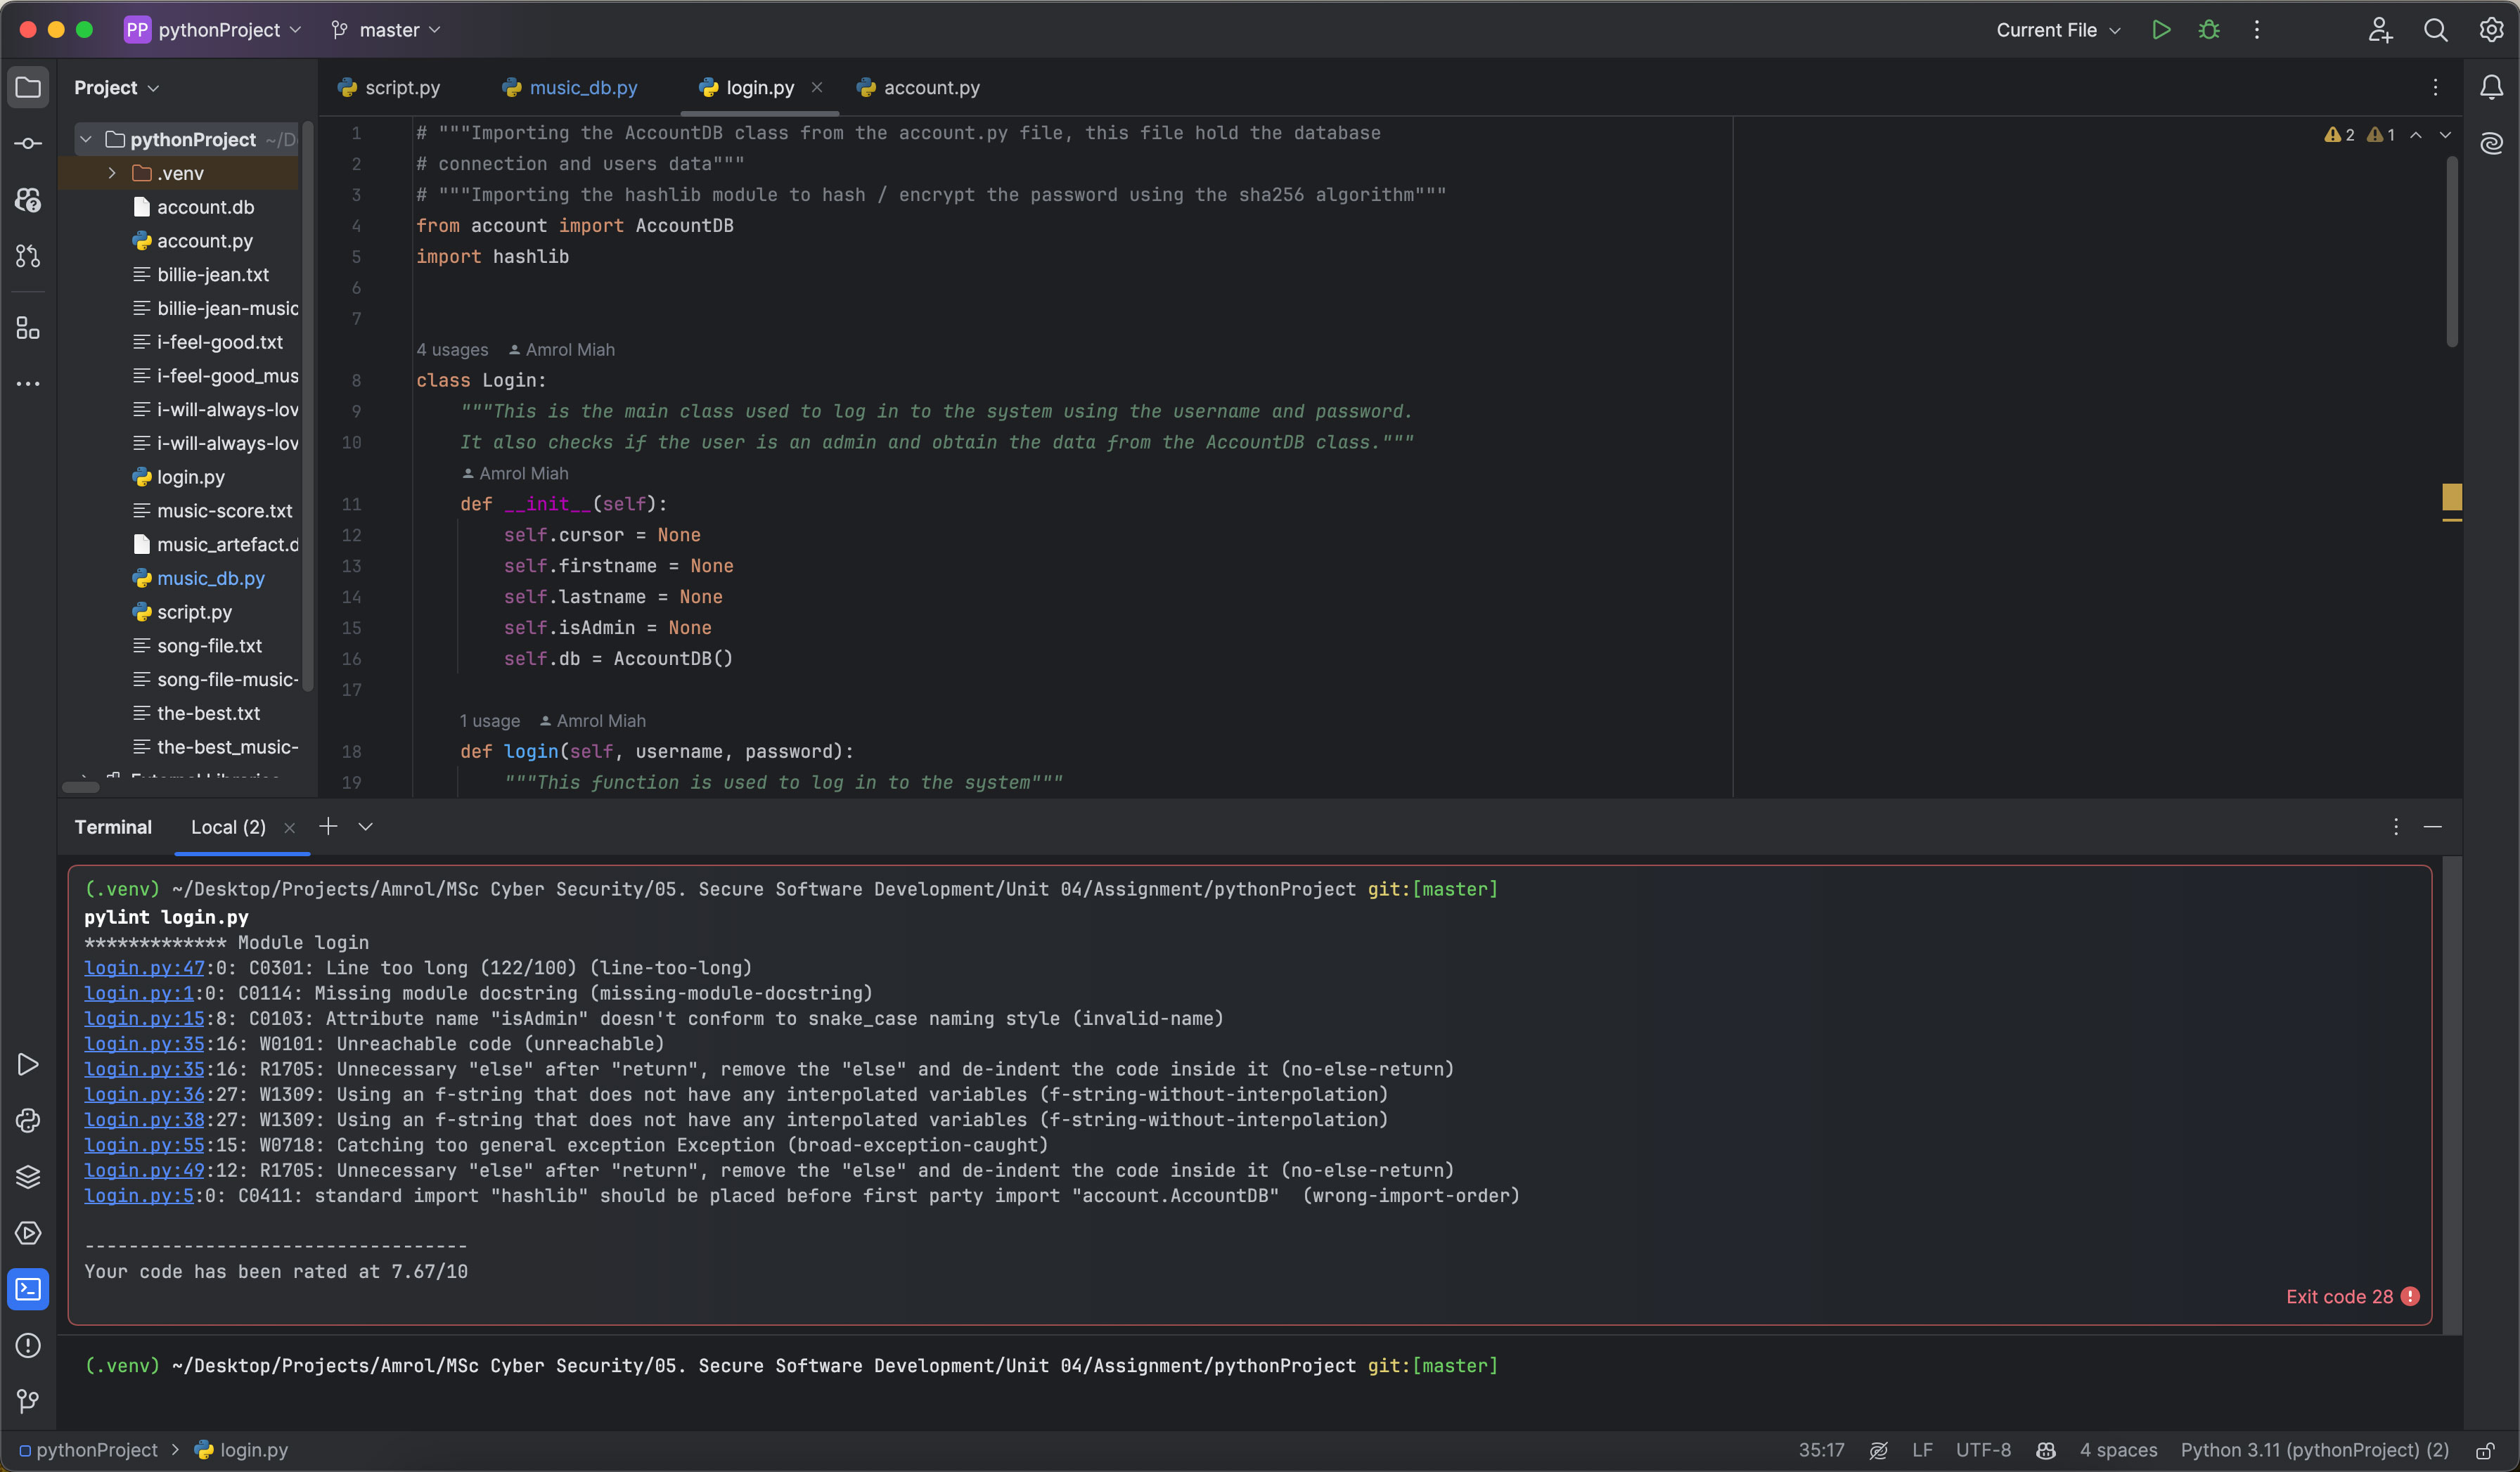 PP pythonProject master Current File
Project
script.py music_db.py login.py account.py
pythonProject ~/D
.venv
account.db
account.py
billie-jean.txt
billie-jean-music
i-feel-good.txt
i-feel-good_mus
i-will-always-lov
i-will-always-lov
login.py
music-score.txt
music_artefact.d
music_db.py
script.py
song-file.txt
song-file-music-
the-best.txt
the-best_music-
External Libraries
2 1
1 # """Importing the AccountDB class from the account.py file, this file hold the database
2 # connection and users data"""
3 # """Importing the hashlib module to hash / encrypt the password using the sha256 algorithm"""
4 from account import AccountDB
5 import hashlib
6
7
4 usages Amrol Miah
8 class Login:
9 """This is the main class used to log in to the system using the username and password.
10 It also checks if the user is an admin and obtain the data from the AccountDB class."""
Amrol Miah
11 def __init__(self):
12 self.cursor = None
13 self.firstname = None
14 self.lastname = None
15 self.isAdmin = None
16 self.db = AccountDB()
17
1 usage Amrol Miah
18 def login(self, username, password):
19 """This function is used to log in to the system"""
Terminal Local (2)
(.venv) ~/Desktop/Projects/Amrol/MSc Cyber Security/05. Secure Software Development/Unit 04/Assignment/pythonProject git:[master]
pylint login.py
************* Module login
login.py:47:0: C0301: Line too long (122/100) (line-too-long)
login.py:1:0: C0114: Missing module docstring (missing-module-docstring)
login.py:15:8: C0103: Attribute name "isAdmin" doesn't conform to snake_case naming style (invalid-name)
login.py:35:16: W0101: Unreachable code (unreachable)
login.py:35:16: R1705: Unnecessary "else" after "return", remove the "else" and de-indent the code inside it (no-else-return)
login.py:36:27: W1309: Using an f-string that does not have any interpolated variables (f-string-without-interpolation)
login.py:38:27: W1309: Using an f-string that does not have any interpolated variables (f-string-without-interpolation)
login.py:55:15: W0718: Catching too general exception Exception (broad-exception-caught)
login.py:49:12: R1705: Unnecessary "else" after "return", remove the "else" and de-indent the code inside it (no-else-return)
login.py:5:0: C0411: standard import "hashlib" should be placed before first party import "account.AccountDB"  (wrong-import-order)
-----------------------------------
Your code has been rated at 7.67/10
Exit code 28
(.venv) ~/Desktop/Projects/Amrol/MSc Cyber Security/05. Secure Software Development/Unit 04/Assignment/pythonProject git:[master]
pythonProject > login.py 35:17 LF UTF-8 4 spaces Python 3.11 (pythonProject) (2)